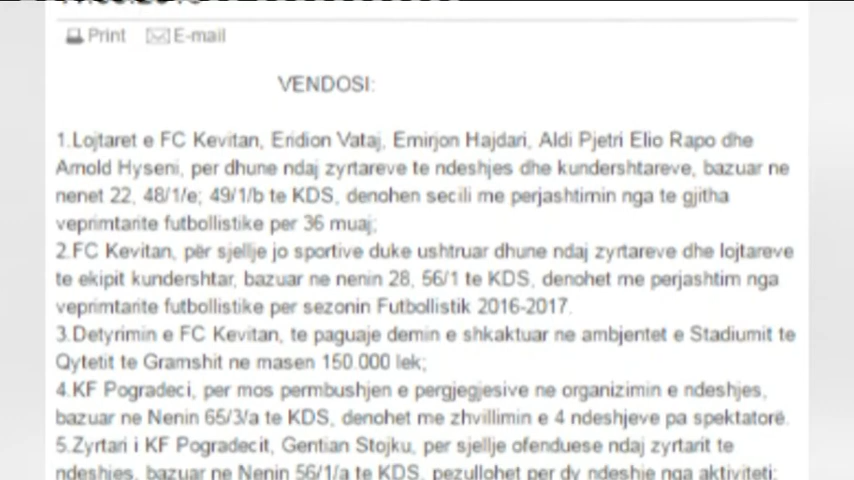 Print E-mail
VENDOSI:
1.Lojtaret e FC Kevitan, Eridion Vataj, Emirjon Hajdari, Aldi Pjetri Elio Rapo dhe
Arnold Hyseni, per dhune ndaj zyrtareve te ndeshjes dhe kundershtareve, bazuar ne
nenet 22, 48/1/e; 49/1/b te KDS, denohen secili me perjashtimin nga te gjitha
veprimtarite futbollistike per 36 muaj;
2.FC Kevitan, për sjellje jo sportive duke ushtruar dhune ndaj zyrtareve dhe lojtareve
te ekipit kundershtar, bazuar ne nenin 28, 56/1 te KDS, denohet me perjashtim nga
veprimtarite futbollistike per sezonin Futbollistik 2016-2017.
3.Detyrimin e FC Kevitan, te paguaje demin e shkaktuar ne ambjentet e Stadiumit te
Qytetit te Gramshit ne masen 150.000 lek;
4.KF Pogradeci, per mos permbushjen e pergjegjesive ne organizimin e ndeshjes,
bazuar ne Nenin 65/3/a te KDS, denohet me zhvillimin e 4 ndeshjeve pa spektatorë.
5.Zyrtari i KF Pogradecit, Gentian Stojku, per sjellje ofenduese ndaj zyrtarit te
ndeshjes, bazuar ne Nenin 56/1/a te KDS, pezullohet per dy ndeshje nga aktiviteti;